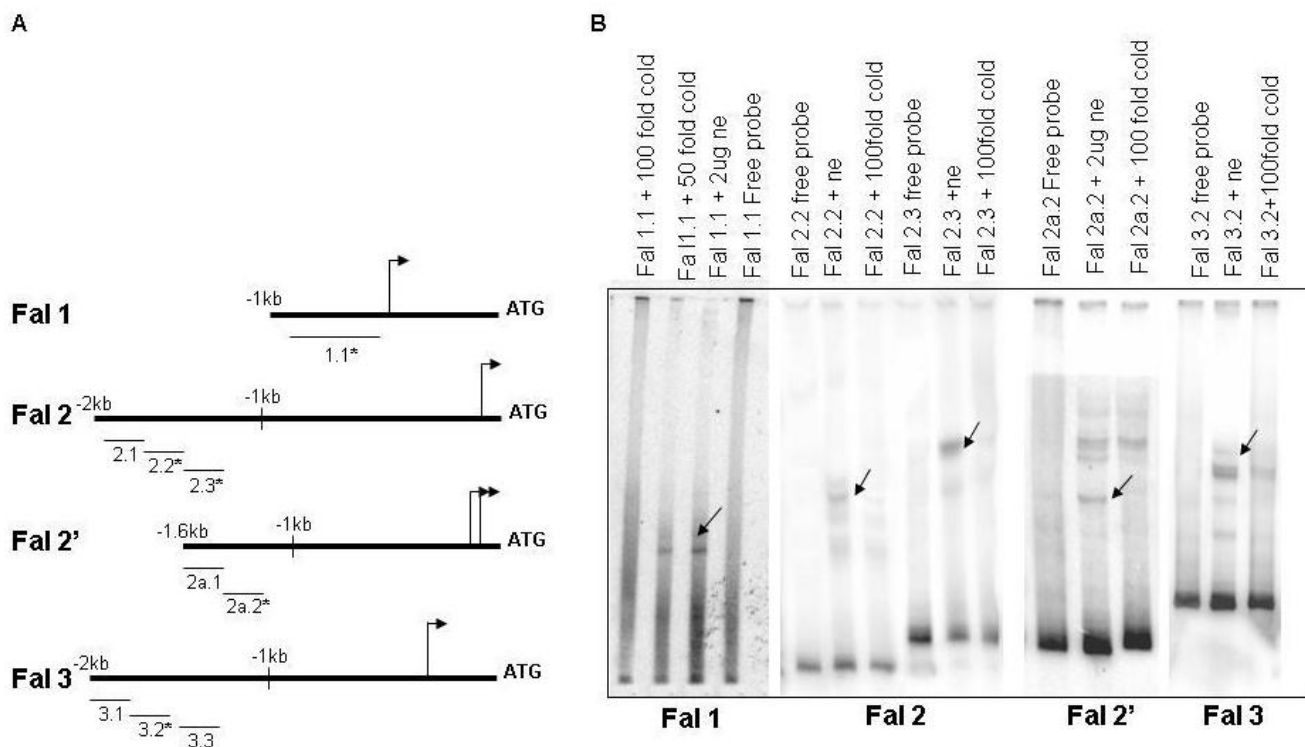 A
B
Fal 1.1 + 100 fold cold
Fal1.1 + 50 fold cold
Fal 1.1 + 2ug ne
Fal 1.1 Free probe
Fal 2.2 free probe
Fal 2.2 + ne
Fal 2.2 + 100fold cold
Fal 2.3 free probe
Fal 2.3 +ne
Fal 2.3 + 100fold cold
Fal 2a.2 Free probe
Fal 2a.2 + 2ug ne
Fal 2a.2 + 100 fold cold
Fal 3.2 free probe
Fal 3.2 + ne
Fal 3.2+100fold cold
Fal 1
-1kb
ATG
1.1*
Fal 2
-2kb
-1kb
ATG
2.1
2.2*
2.3*
Fal 2'
-1.6kb
-1kb
ATG
2a.1
2a.2*
Fal 3
-2kb
-1kb
ATG
3.1
3.2*
3.3
Fal 1
Fal 2
Fal 2'
Fal 3